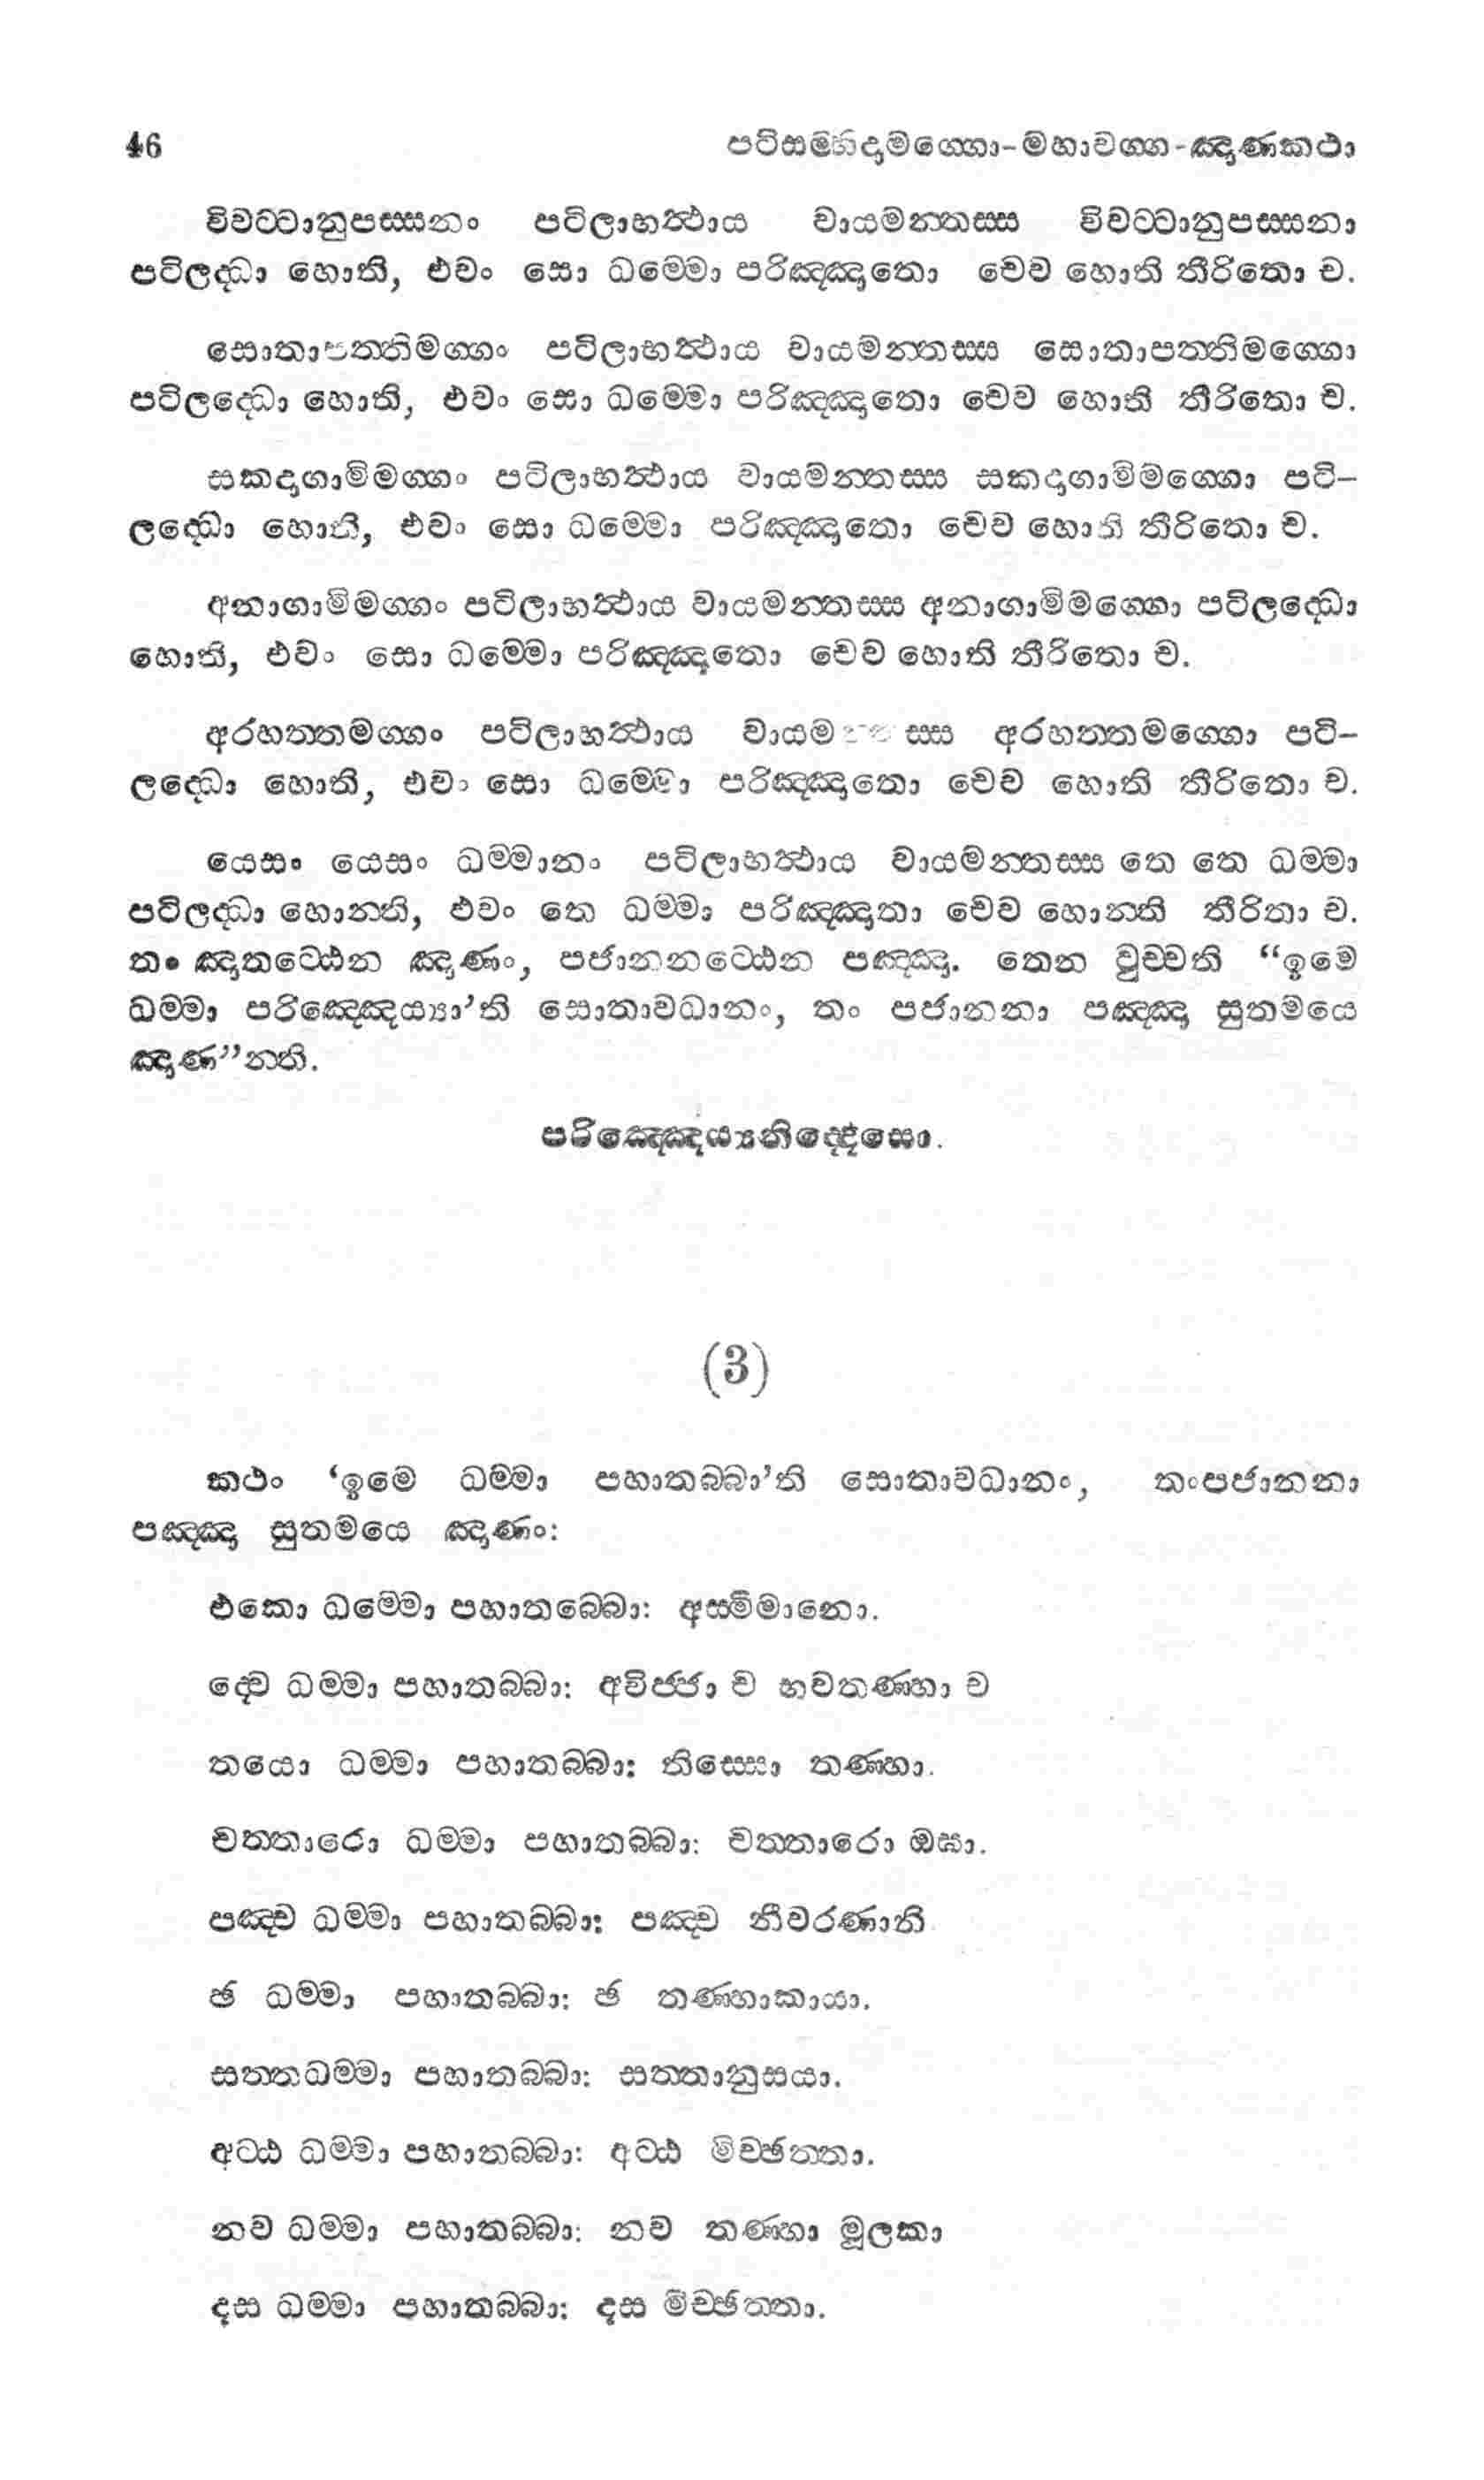 46 පටිසම්භිදාමග්ගො-මහාවග්ග-ඤාණකථා
විවට්ටානුපස්සනං පටිලාභත්ථාය වායමන්තස්ස විවට්ටානුපස්සනා
පටිලද්ධා හොති, එවං සො ධම්මො පරිඤ්ඤාතො චෙව හොති තීරිතො ච.
සොතාපත්තිමග්ගං පටිලාභත්ථාය වායමන්තස්ස සොතාපත්තිමග්ගො
පටිලද්ධො හොති, එවං සො ධම්මො පරිඤ්ඤාතො චෙව හොති තීරිතො ච.
සකදාගාමිමග්ගං පටිලාභත්ථාය වායමන්තස්ස සකදාගාමිමග්ගො පටි-
ලද්ධො හොති, එවං සො ධම්මො පරිඤ්ඤාතො චෙව හොති තීරිතො ච.
අනාගාමිමග්ගං පටිලාභත්ථාය වායමන්තස්ස අනාගාමිමග්ගො පටිලද්ධො
හොති, එවං සො ධම්මො පරිඤ්ඤාතො චෙව හොති තීරිතො ච.
අරහත්තමග්ගං පටිලාභත්ථාය අරහත්තමග්ගො පටි-
ලද්ධො හොති, එවං සො ධම්මො පරිඤ්ඤාතො චෙව හොති තීරිතො ච.
යෙසං යෙසං ධම්මානං පටිලාභත්ථාය වායමන්තස්ස තෙ තෙ ධම්මා
පටිලද්ධා හොන්ති, එවං තෙ ධම්මා පරිඤ්ඤාතා චෙව හොන්ති තීරිතා ච.
තං ඤාතට්ඨෙන ඤාණං, පජානනට්ඨෙන පඤ්ඤා. තෙන වුච්චති “ඉමෙ
ධම්මා පරිඤ්ඤෙය්‍යා’ති සොතාවධානං, තං පජානනා පඤ්ඤා සුතමයෙ
ඤාණ”න්ති.
පරිඤ්ඤෙය්‍යනිද්දේසො.
(3)
කථං ‘ඉමෙ ධම්මා පහාතබ්බා’ති සොතාවධානං, තංපජානනා
පඤ්ඤා සුතමයෙ ඤාණං:
එකො ධම්මො පහාතබ්බො: අස්මිමානො.
ද්වෙ ධම්මා පහාතබ්බා: අවිජ්ජා ච භවතණ්හා ච
තයො ධම්මා පහාතබ්බා: තිස්සො තණ්හා.
චත්තාරො ධම්මා පහාතබ්බා: චත්තාරො ඔඝා.
පඤ්ච ධම්මා පහාතබ්බා: පඤ්ච නීවරණානි
ඡ ධම්මා පහාතබ්බා: ඡ තණ්හාකායා.
සත්තධම්මා පහාතබ්බා: සත්තානුසයා.
අට්ඨ ධම්මා පහාතබ්බා: අට්ඨ මිච්ඡත්තා.
නව ධම්මා පහාතබ්බා: නව තණ්හා මූලකා
දස ධම්මා පහාතබ්බා: දස මිච්ඡත්තා.